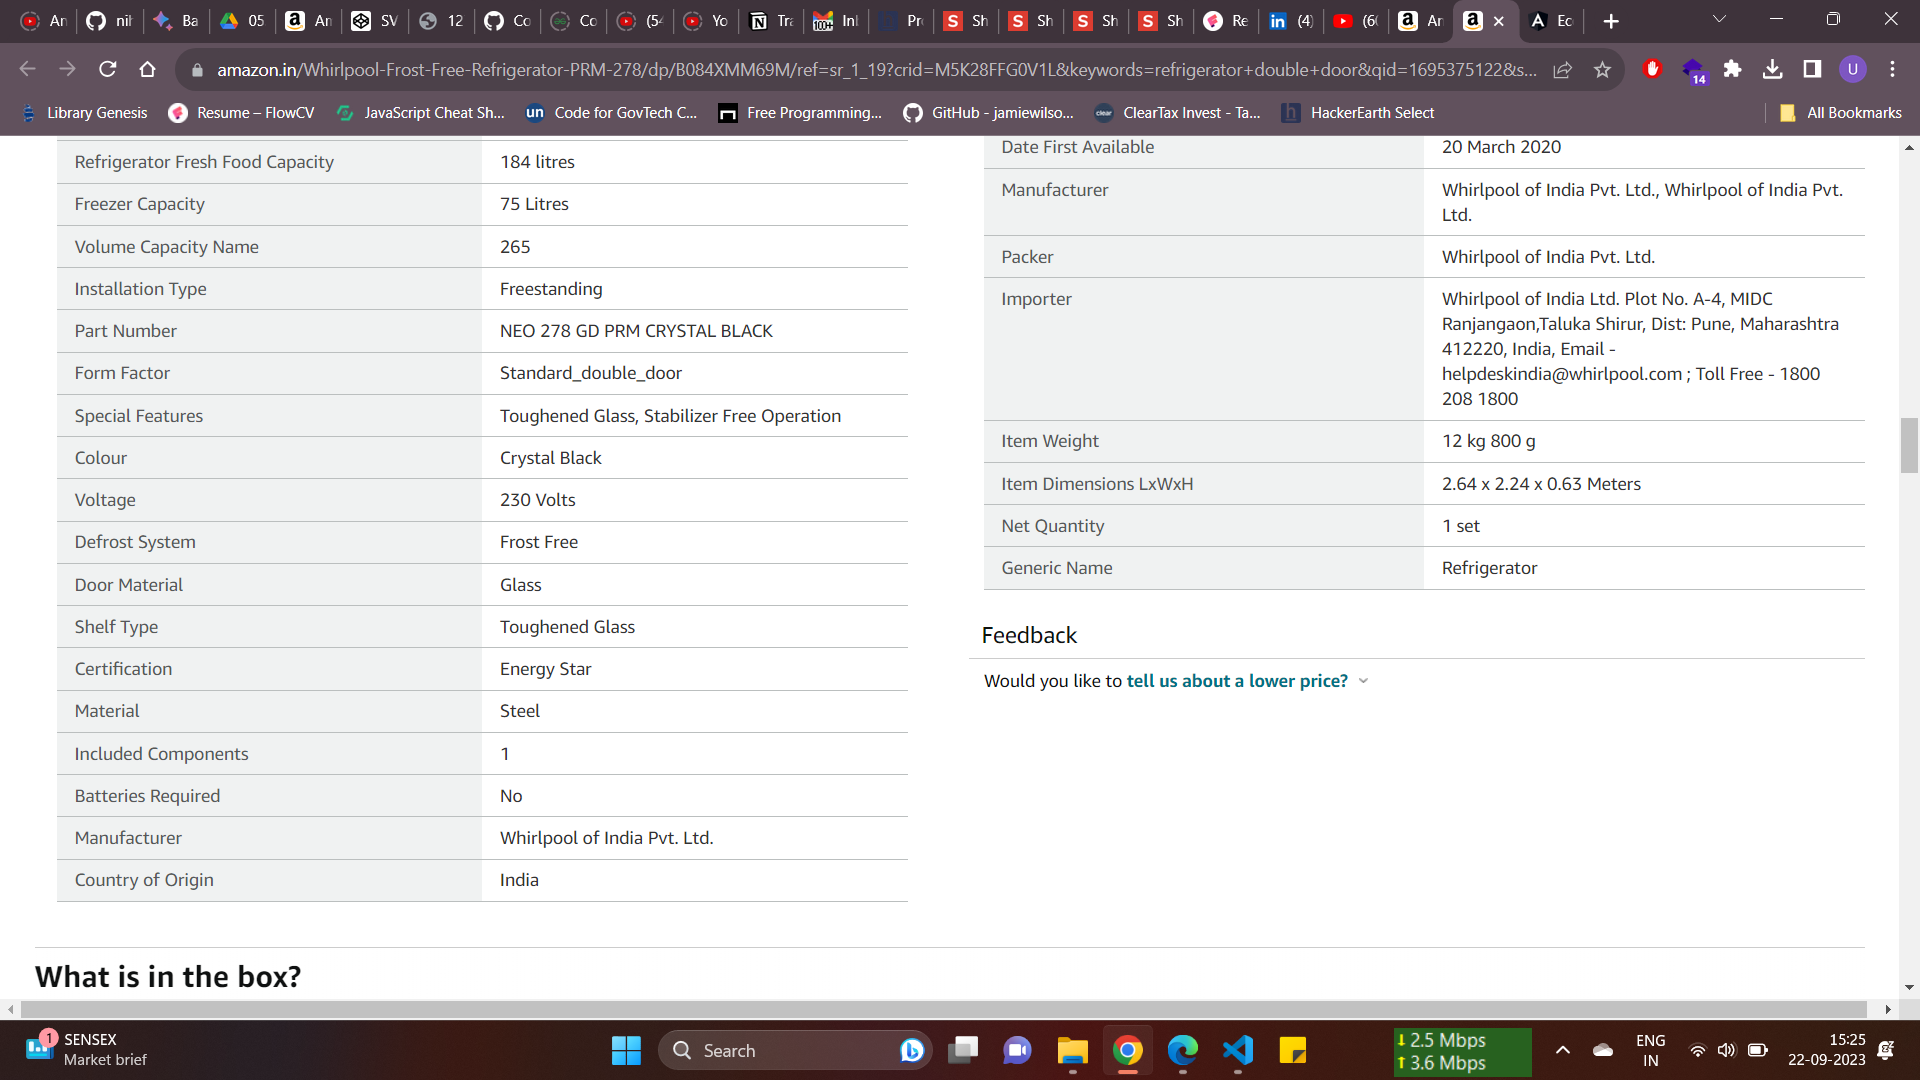 An
nit
Ba
05
An
SV
12
Co
Co
(54
Yo
Tra
Inl
Pre
Sh
Sh
Sh
Sh
Re
(4)
(60
An
Ec
amazon.in/Whirlpool-Frost-Free-Refrigerator-PRM-278/dp/B084XMM69M/ref=sr_1_19?crid=M5K28FFG0V1L&keywords=refrigerator+double+door&qid=1695375122&s...
14
U
Library Genesis
Resume – FlowCV
JavaScript Cheat Sh...
un Code for GovTech C...
Free Programming...
GitHub - jamiewilso...
clear ClearTax Invest - Ta...
h HackerEarth Select
All Bookmarks
Refrigerator Fresh Food Capacity 184 litres
Freezer Capacity 75 Litres
Volume Capacity Name 265
Installation Type Freestanding
Part Number NEO 278 GD PRM CRYSTAL BLACK
Form Factor Standard_double_door
Special Features Toughened Glass, Stabilizer Free Operation
Colour Crystal Black
Voltage 230 Volts
Defrost System Frost Free
Door Material Glass
Shelf Type Toughened Glass
Certification Energy Star
Material Steel
Included Components 1
Batteries Required No
Manufacturer Whirlpool of India Pvt. Ltd.
Country of Origin India
Date First Available 20 March 2020
Manufacturer Whirlpool of India Pvt. Ltd., Whirlpool of India Pvt.
Ltd.
Packer Whirlpool of India Pvt. Ltd.
Importer Whirlpool of India Ltd. Plot No. A-4, MIDC
Ranjangaon,Taluka Shirur, Dist: Pune, Maharashtra
412220, India, Email -
helpdeskindia@whirlpool.com ; Toll Free - 1800
208 1800
Item Weight 12 kg 800 g
Item Dimensions LxWxH 2.64 x 2.24 x 0.63 Meters
Net Quantity 1 set
Generic Name Refrigerator
Feedback
Would you like to tell us about a lower price?
What is in the box?
1
SENSEX
Market brief
Search
2.5 Mbps
3.6 Mbps
ENG
IN
15:25
22-09-2023